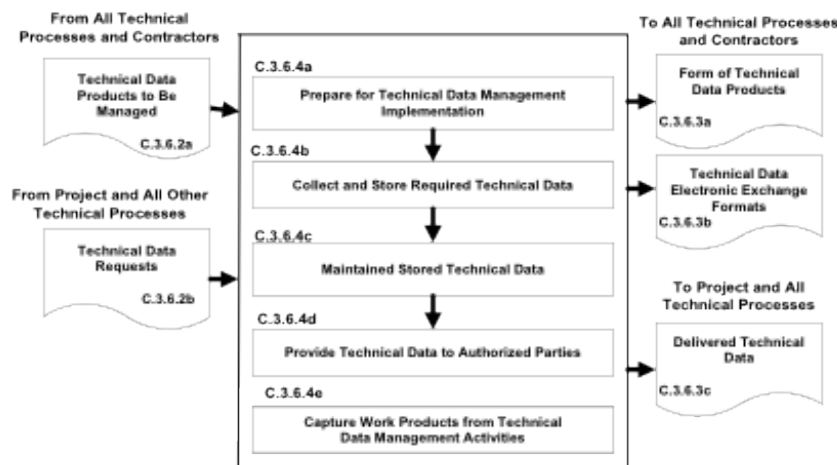 From All Technical
Processes and Contractors
Technical Data
Products to Be
Managed
C.3.6.2a
From Project and All Other
Technical Processes
Technical Data
Requests
C.3.6.2b
C.3.6.4a
Prepare for Technical Data Management
Implementation
C.3.6.4b
Collect and Store Required Technical Data
C.3.6.4c
Maintained Stored Technical Data
C.3.6.4d
Provide Technical Data to Authorized Parties
C.3.6.4e
Capture Work Products from Technical
Data Management Activities
To All Technical Processes
and Contractors
Form of Technical
Data Products
C.3.6.3a
Technical Data
Electronic Exchange
Formats
C.3.6.3b
To Project and All
Technical Processes
Delivered Technical
Data
C.3.6.3c